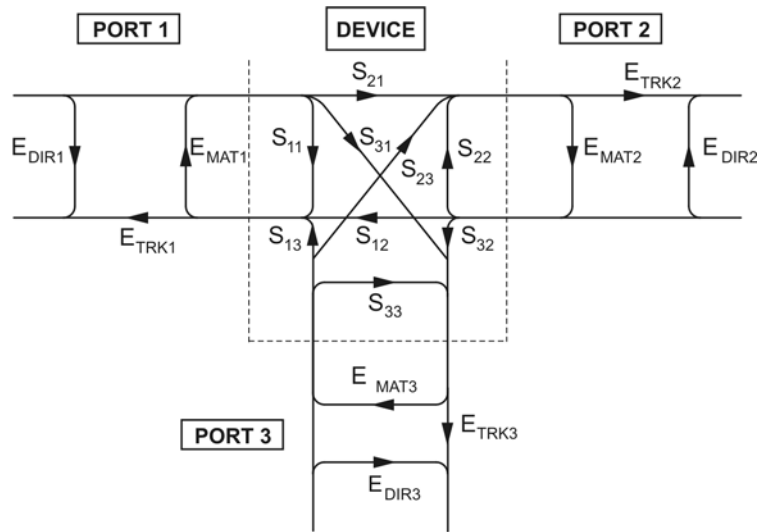 PORT 1 DEVICE PORT 2
S21 ETRK2
EDIR1 EMAT1 S11 S31 S23 S22 EMAT2 EDIR2
ETRK1 S13 S12 S32
S33
EMAT3
PORT 3 ETRK3
EDIR3